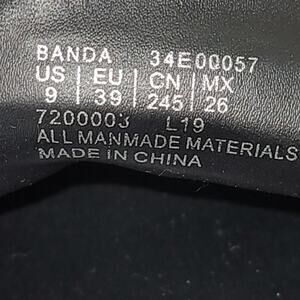 BANDA 34E00057
US | EU | CN | MX
9 | 39 | 245 | 26
7200003 L19
ALL MANMADE MATERIALS
MADE IN CHINA